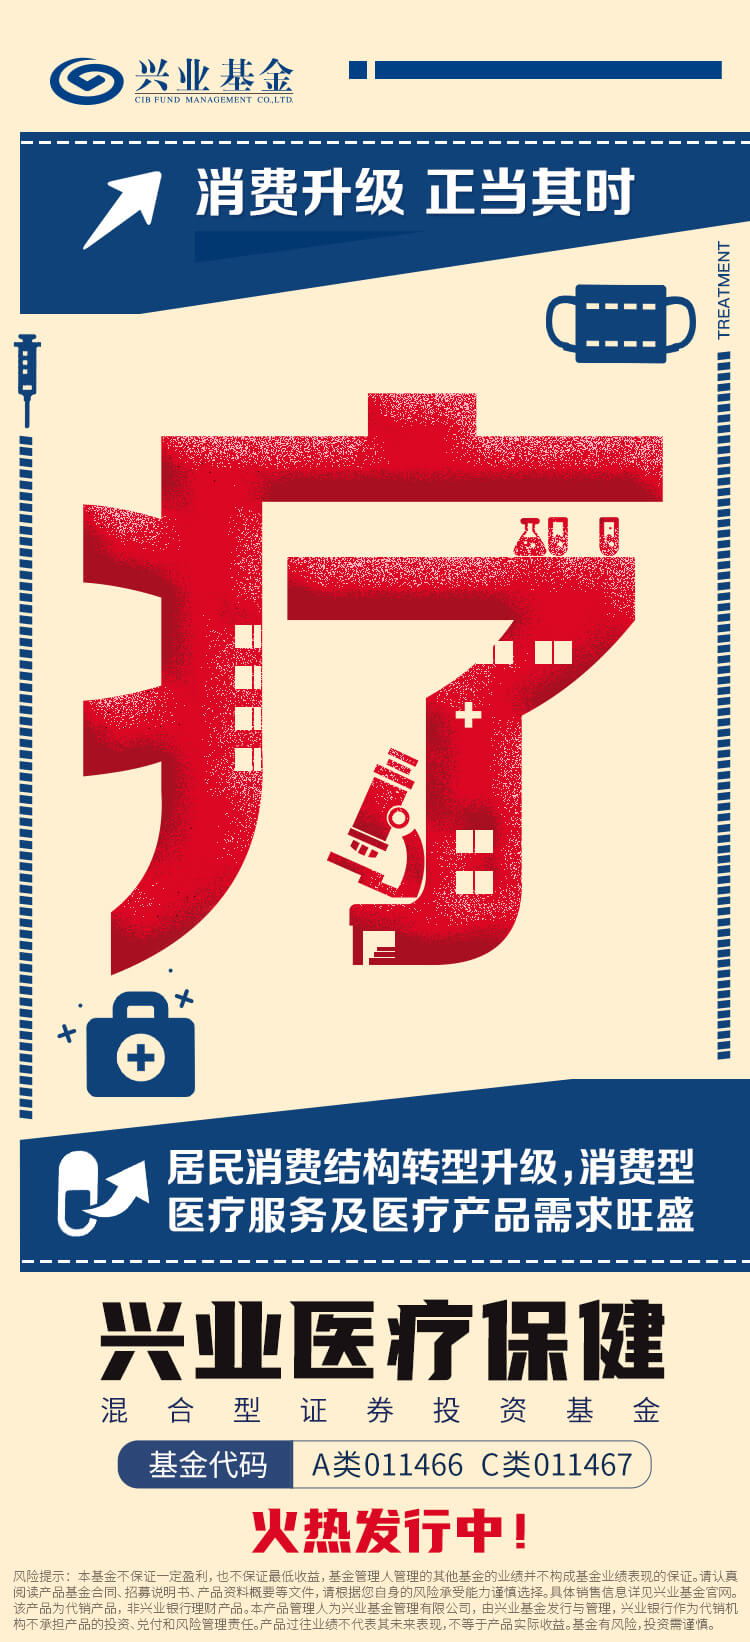 兴业基金
CIB FUND MANAGEMENT CO.,LTD.
消费升级 正当其时
TREATMENT
疗
居民消费结构转型升级,消费型
医疗服务及医疗产品需求旺盛
兴业医疗保健
混合型证券投资基金
基金代码 A类011466 C类011467
火热发行中!
风险提示：本基金不保证一定盈利，也不保证最低收益，基金管理人管理的其他基金的业绩并不构成基金业绩表现的保证。请认真
阅读产品基金合同、招募说明书、产品资料概要等文件，请根据您自身的风险承受能力谨慎选择。具体销售信息详见兴业基金官网。
该产品为代销产品，非兴业银行理财产品。本产品管理人为兴业基金管理有限公司，由兴业基金发行与管理，兴业银行作为代销机
构不承担产品的投资、兑付和风险管理责任。产品过往业绩不代表其未来表现，不等于产品实际收益。基金有风险，投资需谨慎。